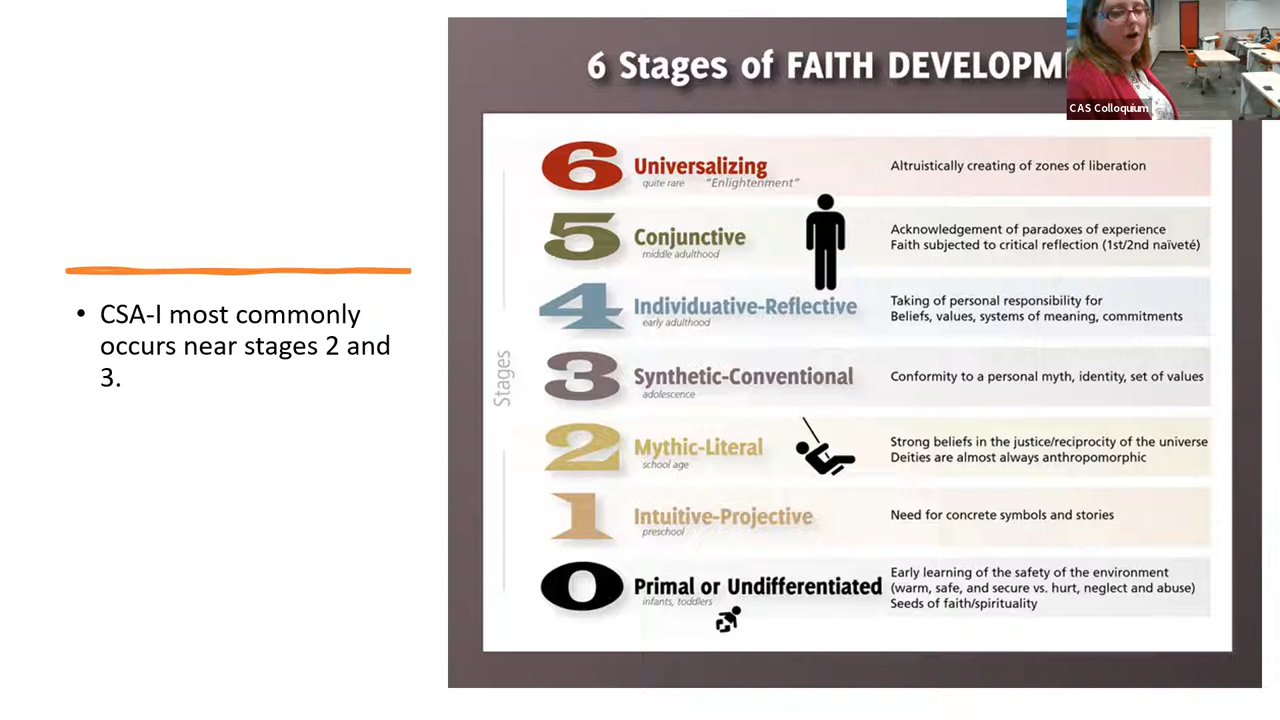 6 Stages of FAITH DEVELOPM
CAS Colloquium
• CSA-I most commonly
occurs near stages 2 and
3.
Stages
6 Universalizing
quite rare "Enlightenment"
Altruistically creating of zones of liberation
5 Conjunctive
middle adulthood
Acknowledgement of paradoxes of experience
Faith subjected to critical reflection (1st/2nd naïveté)
4 Individuative-Reflective
early adulthood
Taking of personal responsibility for
Beliefs, values, systems of meaning, commitments
3 Synthetic-Conventional
adolescence
Conformity to a personal myth, identity, set of values
2 Mythic-Literal
school age
Strong beliefs in the justice/reciprocity of the universe
Deities are almost always anthropomorphic
1 Intuitive-Projective
preschool
Need for concrete symbols and stories
0 Primal or Undifferentiated
infants, toddlers
Early learning of the safety of the environment
(warm, safe, and secure vs. hurt, neglect and abuse)
Seeds of faith/spirituality